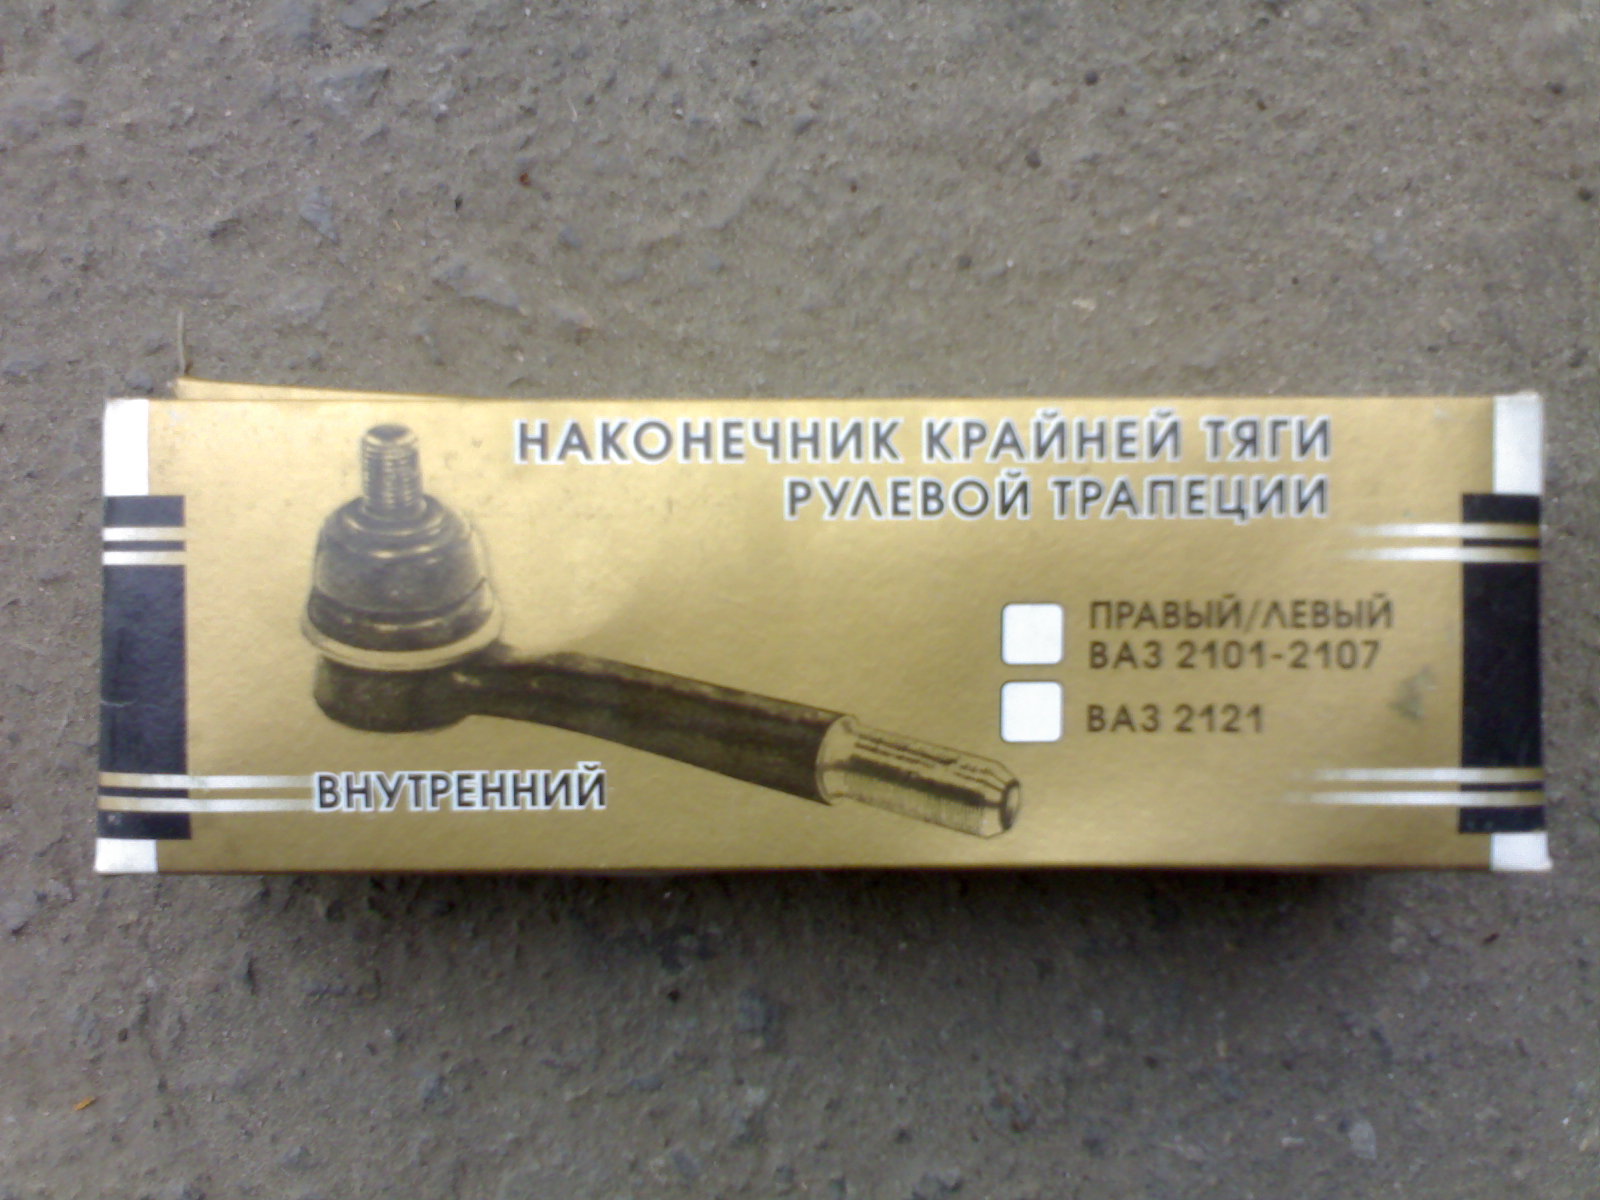 НАКОНЕЧНИК КРАЙНЕЙ ТЯГИ
РУЛЕВОЙ ТРАПЕЦИИ
ПРАВЫЙ/ЛЕВЫЙ
ВАЗ 2101-2107
ВАЗ 2121
ВНУТРЕННИЙ